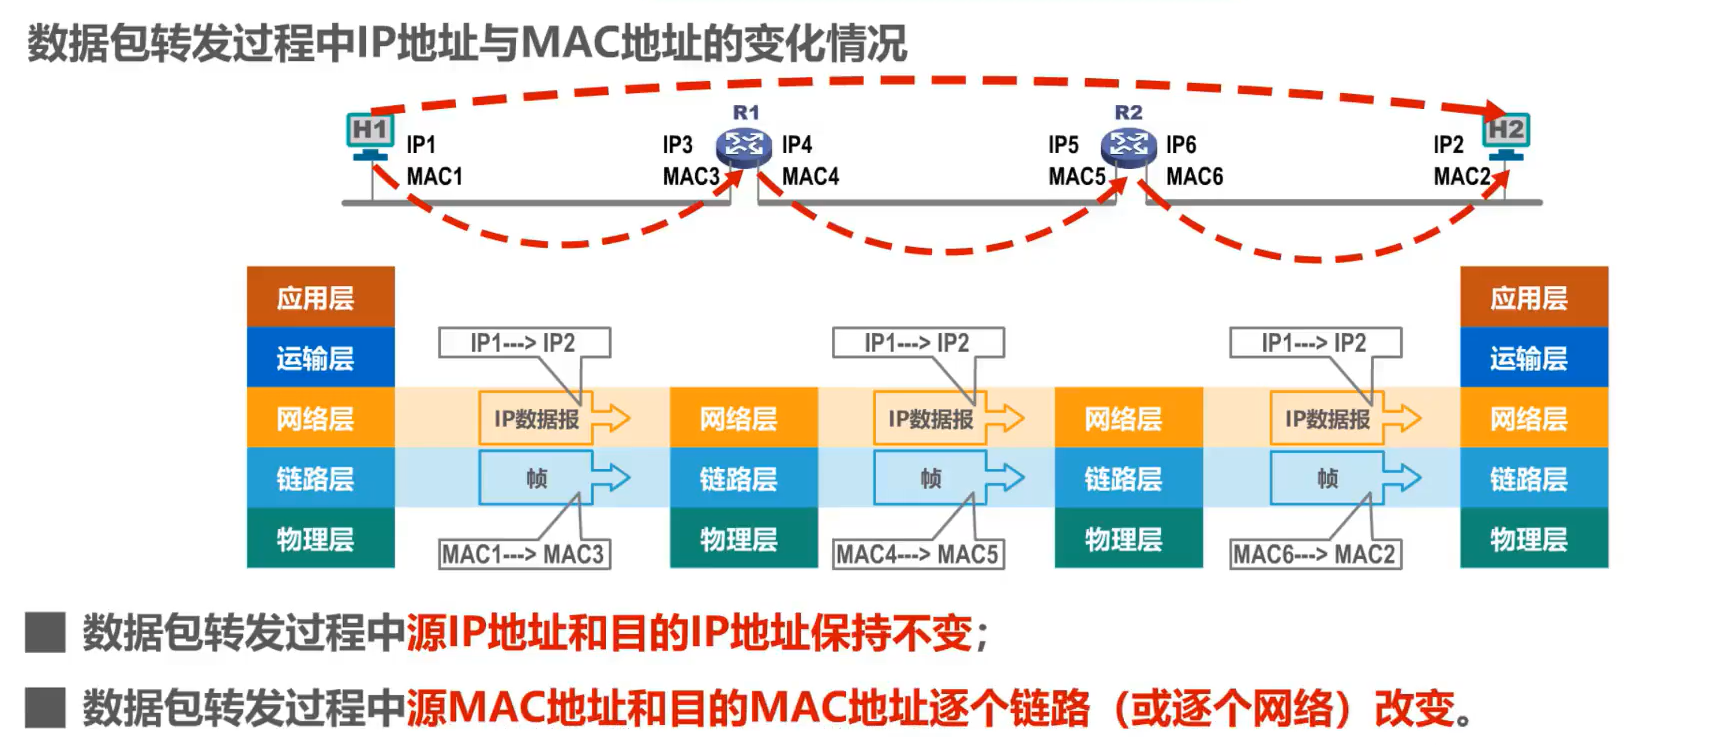 数据包转发过程中IP地址与MAC地址的变化情况
R1
R2
H1
H2
IP1
IP3
IP4
IP5
IP6
IP2
MAC1
MAC3
MAC4
MAC5
MAC6
MAC2
应用层
应用层
运输层
IP1---> IP2
IP1---> IP2
IP1---> IP2
运输层
网络层
IP数据报
网络层
IP数据报
网络层
IP数据报
网络层
链路层
帧
链路层
帧
链路层
帧
链路层
物理层
MAC1---> MAC3
物理层
MAC4---> MAC5
物理层
MAC6---> MAC2
物理层
数据包转发过程中源IP地址和目的IP地址保持不变；
数据包转发过程中源MAC地址和目的MAC地址逐个链路（或逐个网络）改变。